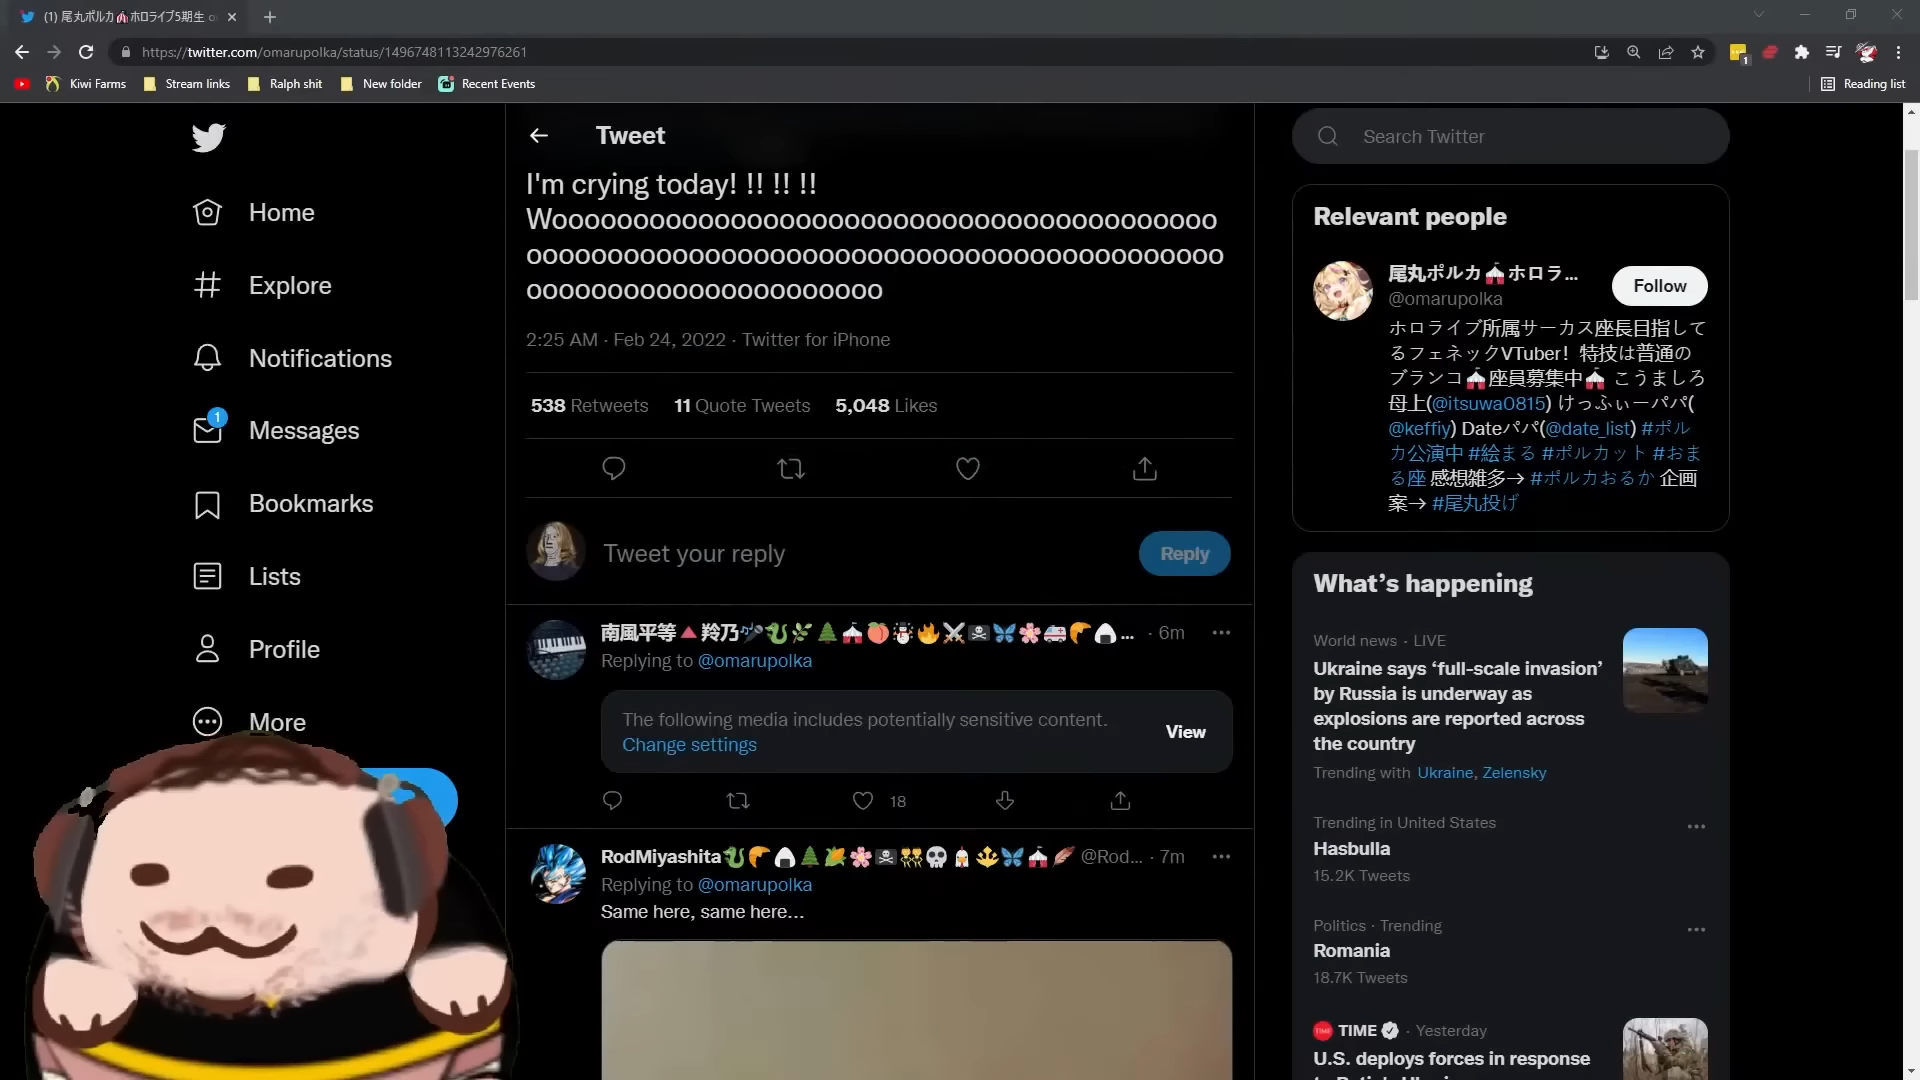 (1) 尾丸ポルカ🎪ホロライブ5期生 o
https://twitter.com/omarupolka/status/1496748113242976261
1
Kiwi Farms
Stream links
Ralph shit
New folder
Recent Events
Reading list
Home
Explore
Notifications
1
Messages
Bookmarks
Lists
Profile
More
Tweet
I'm crying today! !! !! !!
Wooooooooooooooooooooooooooooooooooooooooo
ooooooooooooooooooooooooooooooooooooooooooo
oooooooooooooooooooooo
2:25 AM · Feb 24, 2022 · Twitter for iPhone
538 Retweets 11 Quote Tweets 5,048 Likes
Tweet your reply
Reply
南風平等🔺羚乃🎶🐉🌿🌲🎪🍑☃🔥⚔☠🦋🌸🚑🥐🍙... · 6m
Replying to @omarupolka
The following media includes potentially sensitive content.
Change settings
View
18
RodMiyashita🐉🥐🍙🌲🌽🌸☠👯💀🐔🔱🦋🎪🪶 @Rod... · 7m
Replying to @omarupolka
Same here, same here...
Search Twitter
Relevant people
尾丸ポルカ🎪ホロラ...
@omarupolka
Follow
ホロライブ所属サーカス座長目指して
るフェネックVTuber！特技は普通の
ブランコ🎪座員募集中🎪 こうましろ
母上(@itsuwa0815) けっふぃーパパ(
@keffiy) Dateパパ(@date_list) #ポル
カ公演中 #絵まる #ポルカット #おま
る座 感想雑多→ #ポルカおるか 企画
案→ #尾丸投げ
What's happening
World news · LIVE
Ukraine says ‘full-scale invasion’
by Russia is underway as
explosions are reported across
the country
Trending with Ukraine, Zelensky
Trending in United States
Hasbulla
15.2K Tweets
Politics · Trending
Romania
18.7K Tweets
TIME · Yesterday
U.S. deploys forces in response